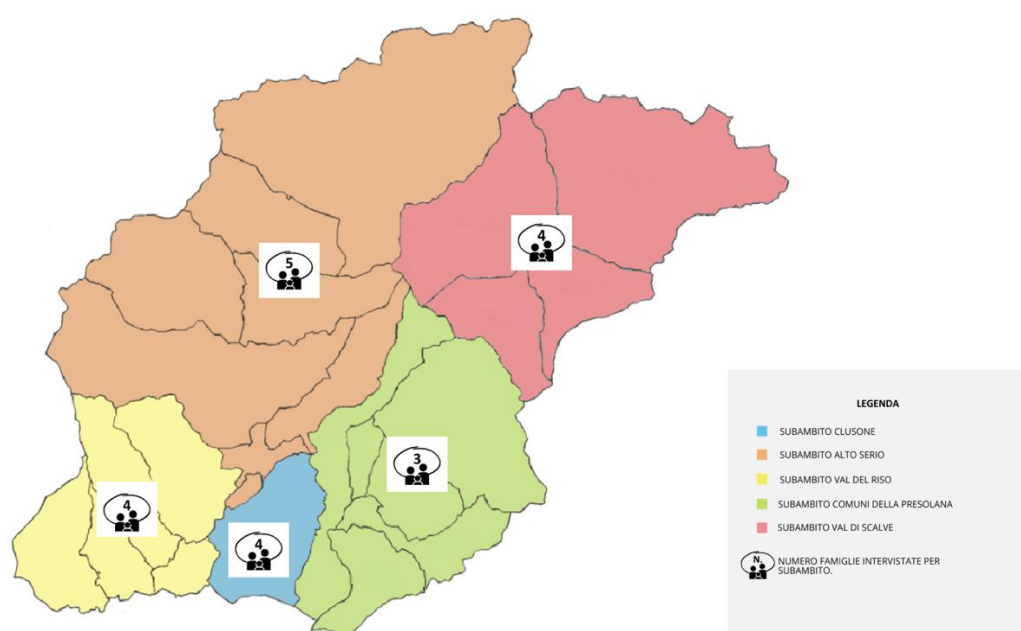 5
4
3
4
4
LEGENDA
SUBAMBITO CLUSONE
SUBAMBITO ALTO SERIO
SUBAMBITO VAL DEL RISO
SUBAMBITO COMUNI DELLA PRESOLANA
SUBAMBITO VAL DI SCALVE
N.
NUMERO FAMIGLIE INTERVISTATE PER
SUBAMBITO.